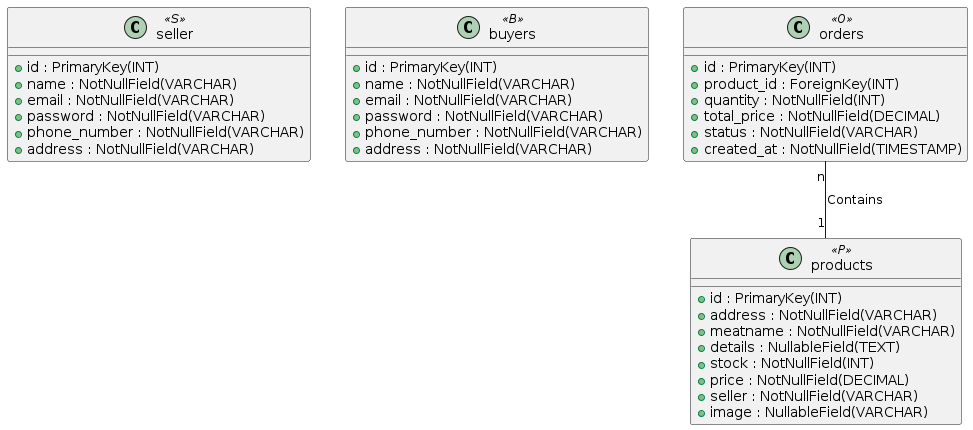 C «S»
seller
id : PrimaryKey(INT)
name : NotNullField(VARCHAR)
email : NotNullField(VARCHAR)
password : NotNullField(VARCHAR)
phone_number : NotNullField(VARCHAR)
address : NotNullField(VARCHAR)
C «B»
buyers
id : PrimaryKey(INT)
name : NotNullField(VARCHAR)
email : NotNullField(VARCHAR)
password : NotNullField(VARCHAR)
phone_number : NotNullField(VARCHAR)
address : NotNullField(VARCHAR)
C «O»
orders
id : PrimaryKey(INT)
product_id : ForeignKey(INT)
quantity : NotNullField(INT)
total_price : NotNullField(DECIMAL)
status : NotNullField(VARCHAR)
created_at : NotNullField(TIMESTAMP)
n
Contains
1
C «P»
products
id : PrimaryKey(INT)
address : NotNullField(VARCHAR)
meatname : NotNullField(VARCHAR)
details : NullableField(TEXT)
stock : NotNullField(INT)
price : NotNullField(DECIMAL)
seller : NotNullField(VARCHAR)
image : NullableField(VARCHAR)